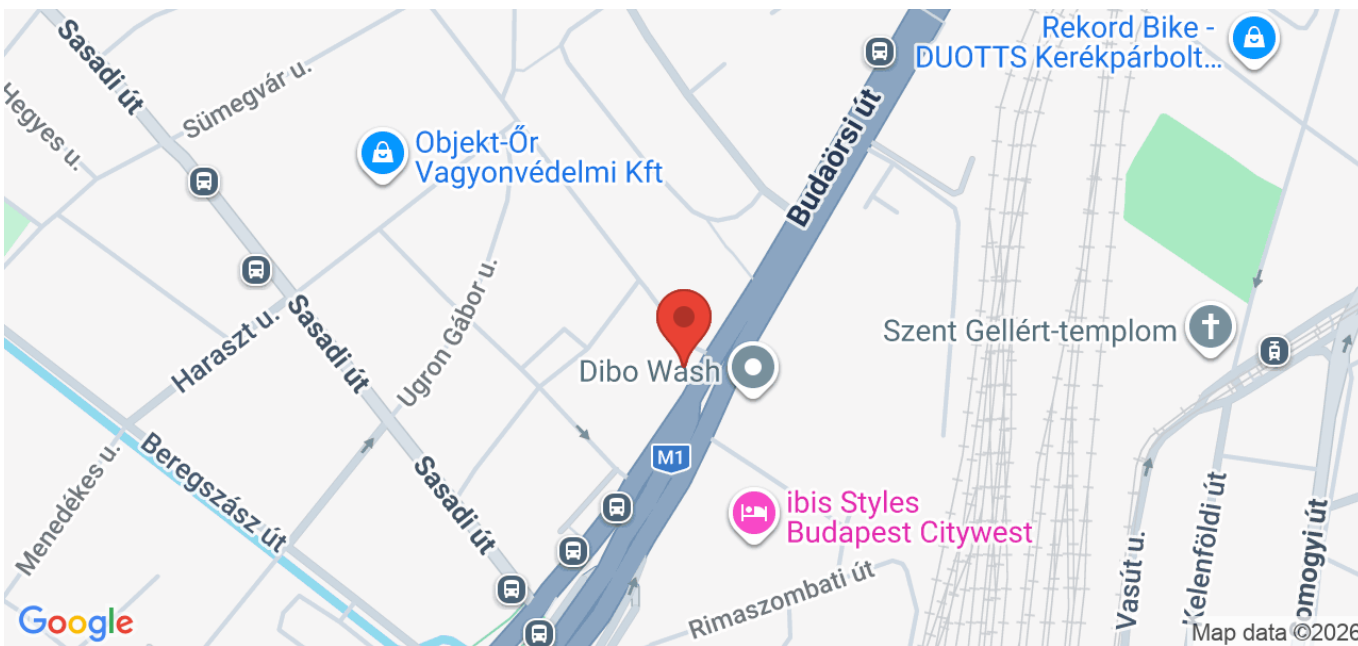 Rekord Bike -
DUOTTS Kerékpárbolt...
Sasadi út
Sümegvár u.
Hegyes u.
Objekt-Őr
Vagyonvédelmi Kft
Budaörsi út
Ugron Gábor u.
Haraszt u.
Sasadi út
Szent Gellért-templom
Dibo Wash
Menedékes u.
Beregszász út
Sasadi út
M1
ibis Styles
Budapest Citywest
Rimaszombati út
Vasút u.
Kelenföldi út
omogyi út
Google
Map data ©2026